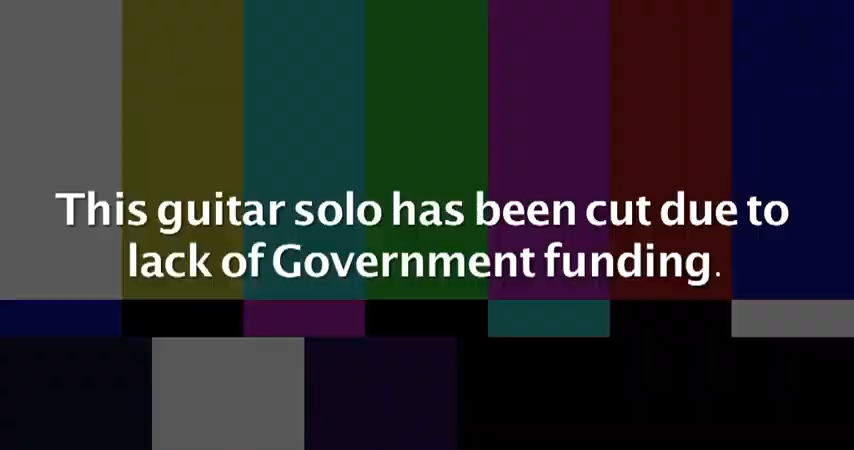 This guitar solo has been cut due to
lack of Government funding.